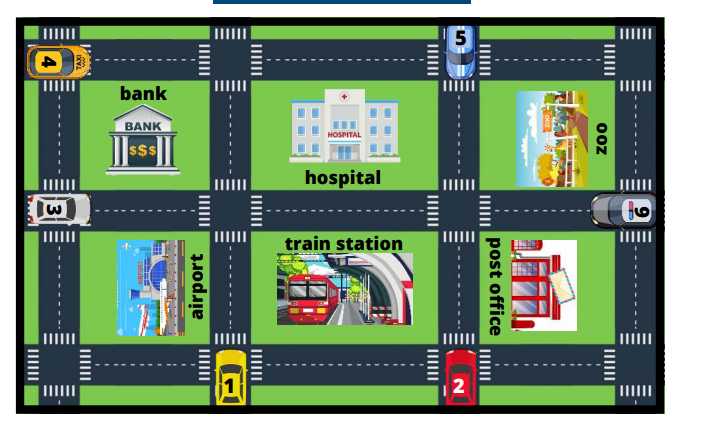 5
4
TAXI
bank
BANK
$$$
HOSPITAL
hospital
ZOO
zoo
3
6
airport
train station
post office
1
2